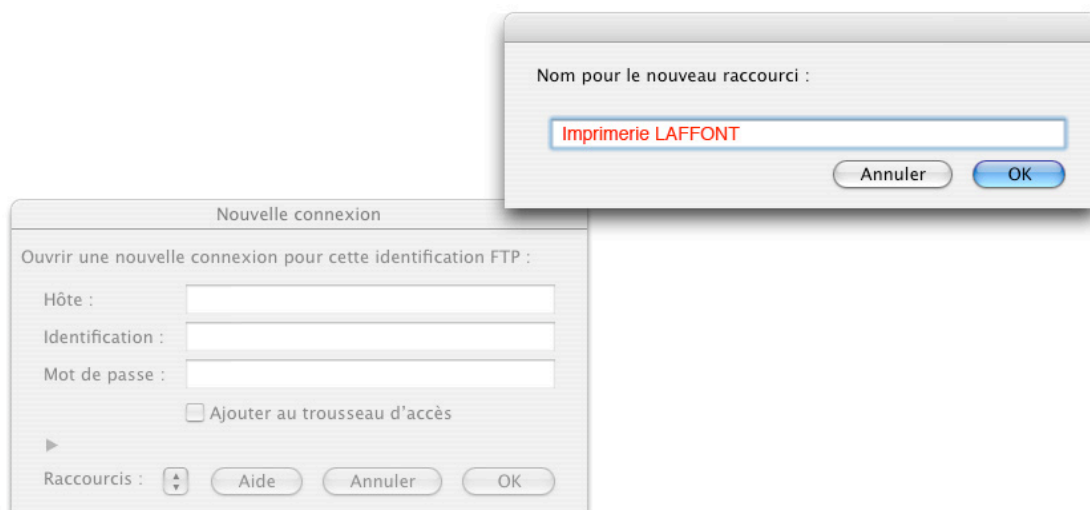 Nom pour le nouveau raccourci :
Imprimerie LAFFONT
Annuler OK
Nouvelle connexion
Ouvrir une nouvelle connexion pour cette identification FTP :
Hôte :
Identification :
Mot de passe :
Ajouter au trousseau d’accès
Raccourcis : Aide Annuler OK